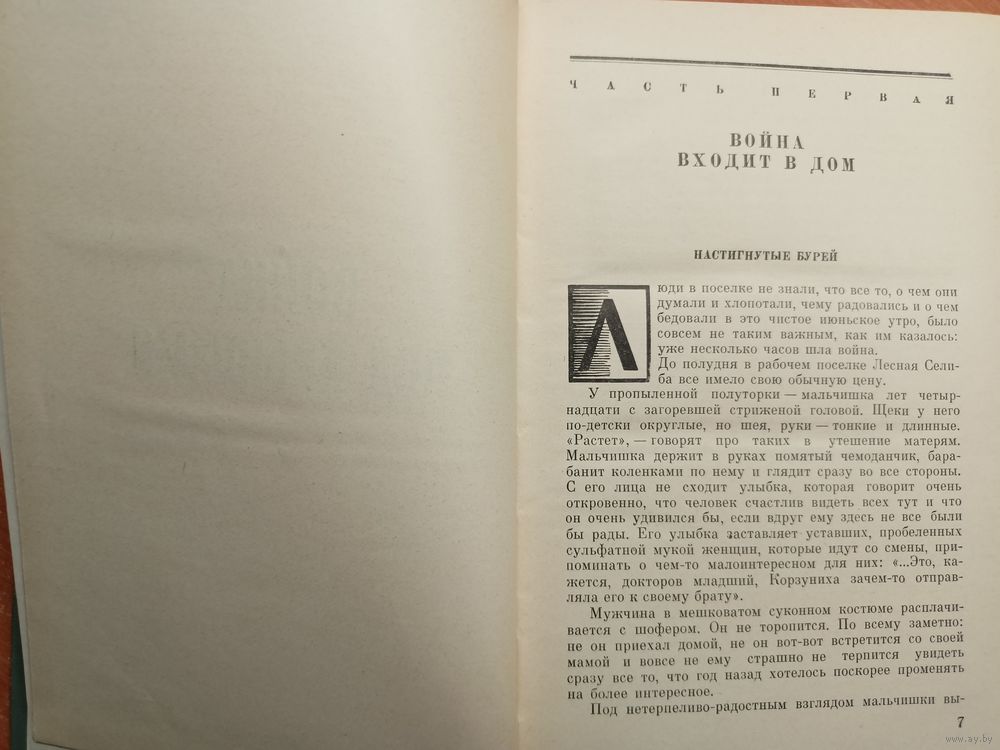 ЧАСТЬ ПЕРВАЯ
ВОЙНА
ВХОДИТ В ДОМ
НАСТИГНУТЫЕ БУРЕЙ
Люди в поселке не знали, что все то, о чем они
думали и хлопотали, чему радовались и о чем
бедовали в это чистое июньское утро, было
совсем не таким важным, как им казалось:
уже несколько часов шла война.
До полудня в рабочем поселке Лесная Сели-
ба все имело свою обычную цену.
У пропыленной полуторки — мальчишка лет четыр-
надцати с загоревшей стриженой головой. Щеки у него
по-детски округлые, но шея, руки — тонкие и длинные.
«Растет», — говорят про таких в утешение матерям.
Мальчишка держит в руках помятый чемоданчик, бара-
банит коленками по нему и глядит сразу во все стороны.
С его лица не сходит улыбка, которая говорит очень
откровенно, что человек счастлив видеть всех тут и что
он очень удивился бы, если вдруг ему здесь не все были
бы рады. Его улыбка заставляет уставших, пробеленных
сульфатной мукой женщин, которые идут со смены, при-
поминать о чем-то малоинтересном для них: «...Это, ка-
жется, докторов младший, Корзуниха зачем-то отправ-
ляла его к своему брату».
Мужчина в мешковатом суконном костюме расплачи-
вается с шофером. Он не торопится. По всему заметно:
не он приехал домой, не он вот-вот встретится со своей
мамой и вовсе не ему страшно не терпится увидеть
сразу все то, что год назад хотелось поскорее променять
на более интересное.
Под нетерпеливо-радостным взглядом мальчишки вы-
7
www.ay.by